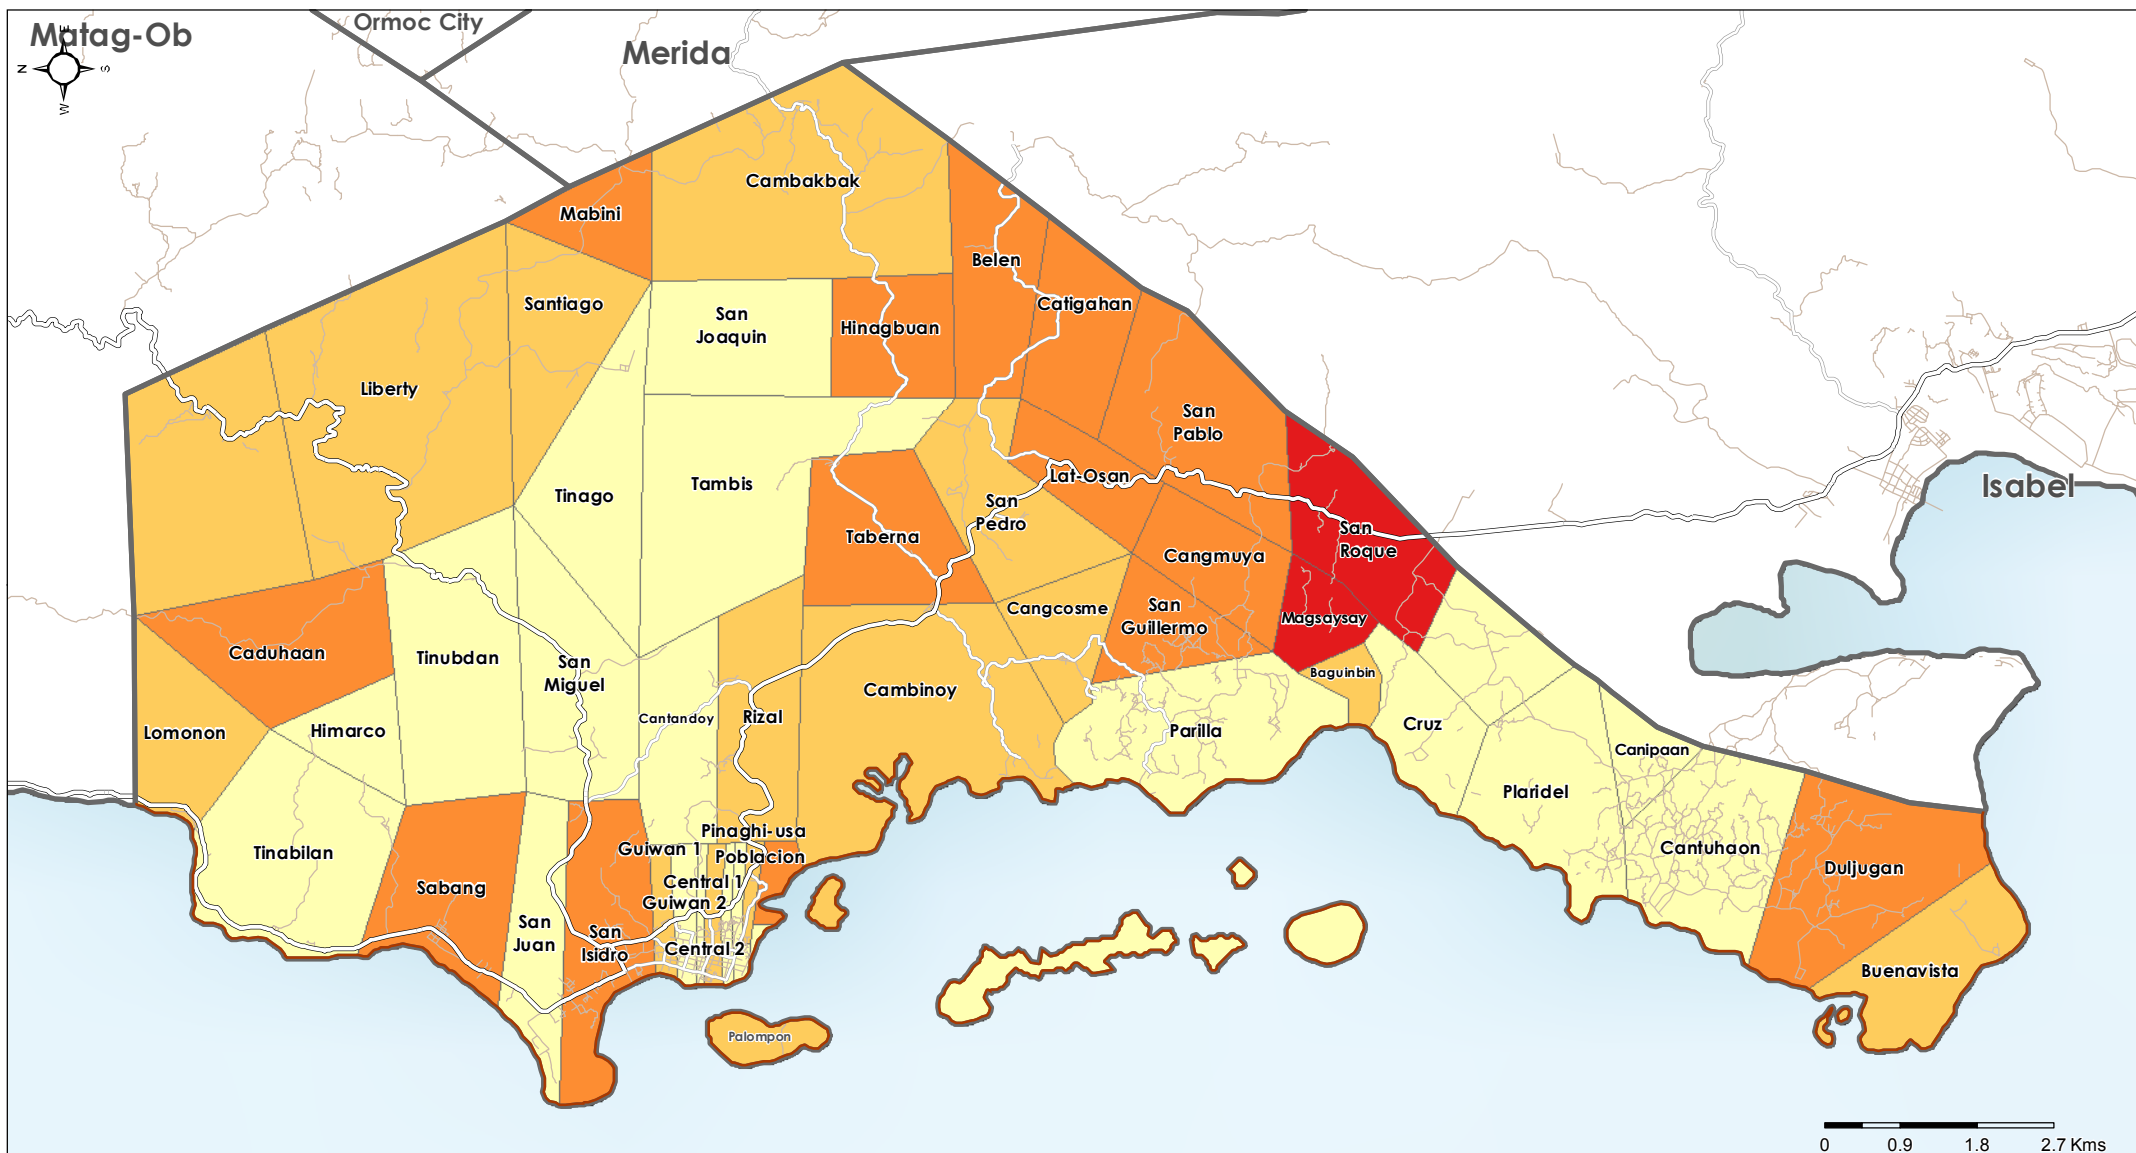 Matag-Ob
Ormoc City
Merida
E
N
S
W
Cambakbak
Mabini
Belen
Santiago
Catigahan
San
Joaquin
Hinagbuan
Liberty
San
Pablo
Lat-Osan
Tambis
Tinago
Isabel
San
Pedro
Taberna
San
Roque
Cangmuya
Cangcosme
San
Guillermo
Magsaysay
Caduhaan
Tinubdan
San
Miguel
Baguinbin
Cambinoy
Cantandoy
Rizal
Lomonon
Himarco
Parilla
Cruz
Canipaan
Plaridel
Pinaghi-usa
Guiwan 1
Poblacion
Cantuhaon
Tinabilan
Duljugan
Central 1
Sabang
Guiwan 2
San
Juan
San
Isidro
Central 2
Buenavista
Palompon
0 0.9 1.8 2.7 Kms